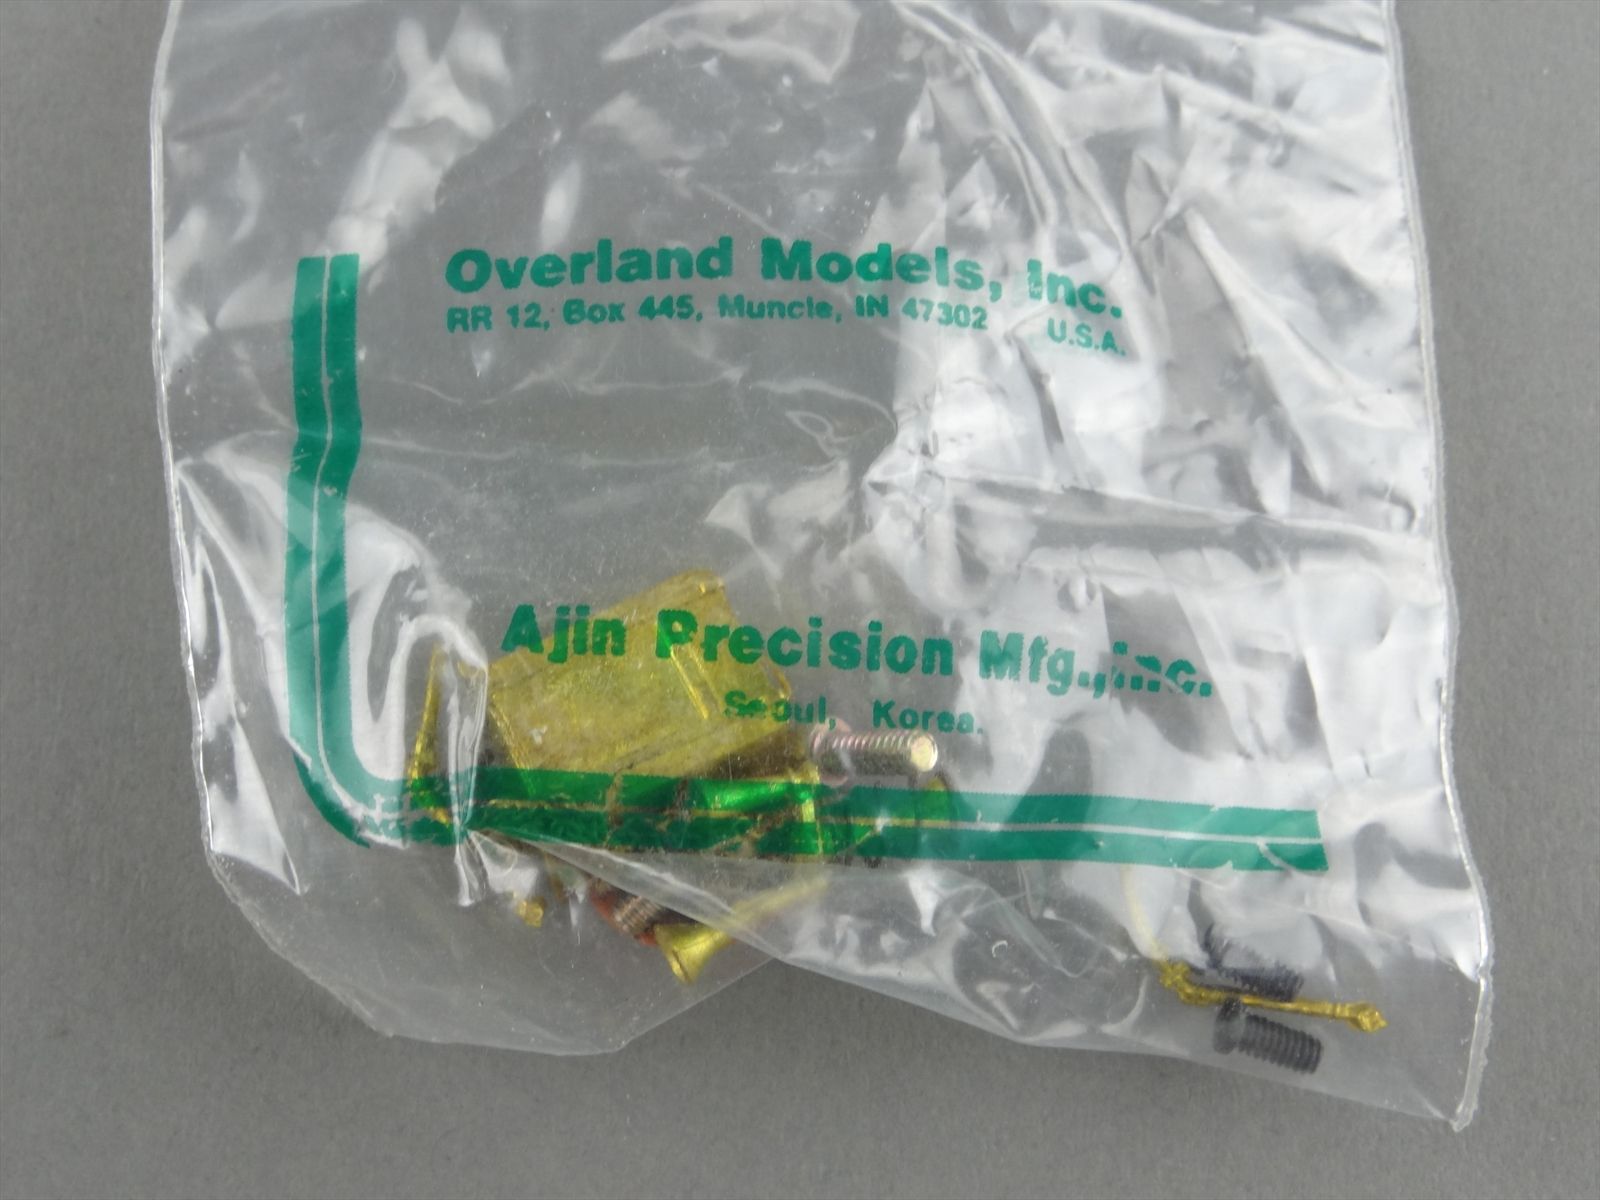 Overland Models, Inc.
RR 12, Box 445, Muncie, IN 47302 U.S.A.
Ajin Precision Mfg., inc.
Seoul, Korea.